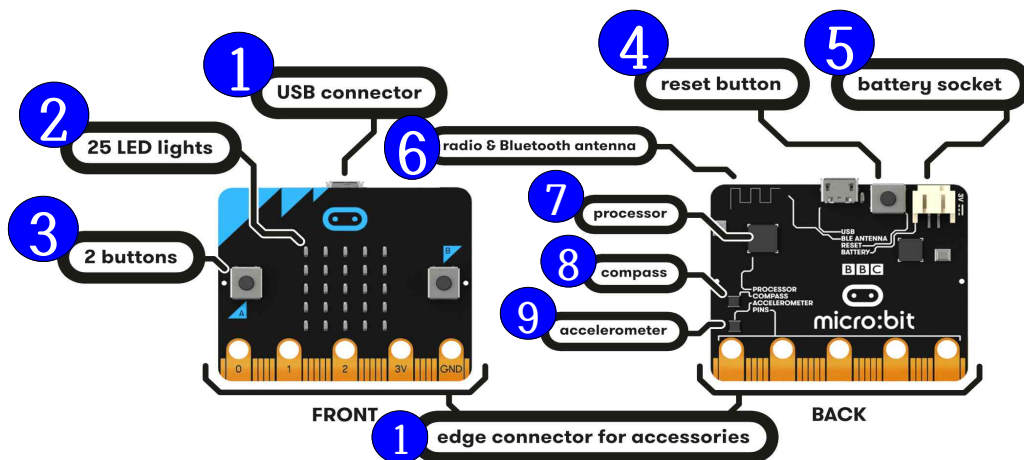 1
USB connector
2
25 LED lights
3
2 buttons
4
reset button
5
battery socket
6
radio & Bluetooth antenna
7
processor
8
compass
9
accelerometer
A
B
0 1 2 3V GND
FRONT
3V
USB
BLE ANTENNA
RESET
BATTERY
BBC
micro:bit
PROCESSOR
COMPASS
ACCELEROMETER
PINS
BACK
1
edge connector for accessories